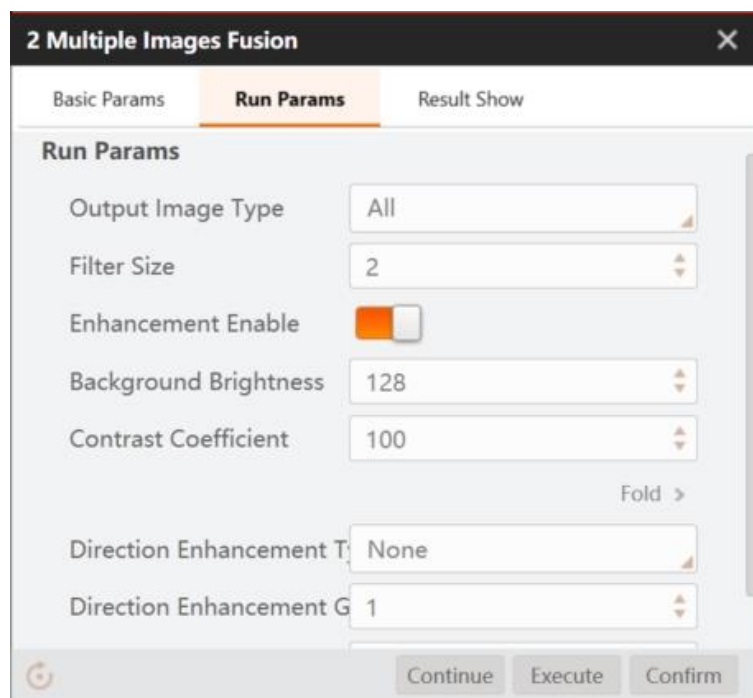 2 Multiple Images Fusion
Basic Params Run Params Result Show
Run Params
Output Image Type All
Filter Size 2
Enhancement Enable
Background Brightness 128
Contrast Coefficient 100
Fold >
Direction Enhancement T None
Direction Enhancement G 1
Continue Execute Confirm